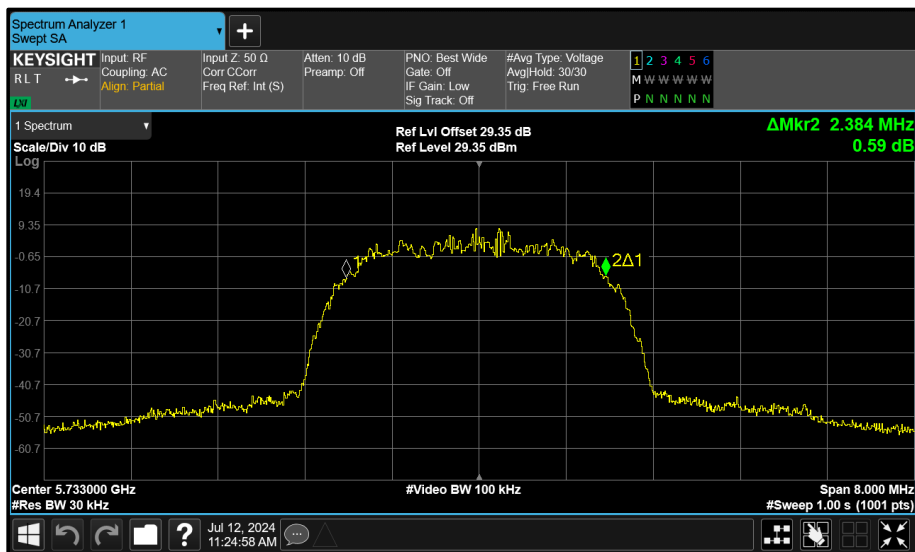 Spectrum Analyzer 1
Swept SA
+
KEYSIGHT
R L T
LXI
Input: RF
Coupling: AC
Align: Partial
Input Z: 50 Ω
Corr CCorr
Freq Ref: Int (S)
Atten: 10 dB
Preamp: Off
PNO: Best Wide
Gate: Off
IF Gain: Low
Sig Track: Off
#Avg Type: Voltage
Avg|Hold: 30/30
Trig: Free Run
1 2 3 4 5 6
M W W W W W
P N N N N N
1 Spectrum
Scale/Div 10 dB
Ref Lvl Offset 29.35 dB
Ref Level 29.35 dBm
ΔMkr2 2.384 MHz
0.59 dB
Log
19.4
9.35
-0.65
-10.7
-20.7
-30.7
-40.7
-50.7
-60.7
1
2Δ1
Center 5.733000 GHz
#Res BW 30 kHz
#Video BW 100 kHz
Span 8.000 MHz
#Sweep 1.00 s (1001 pts)
?
Jul 12, 2024
11:24:58 AM